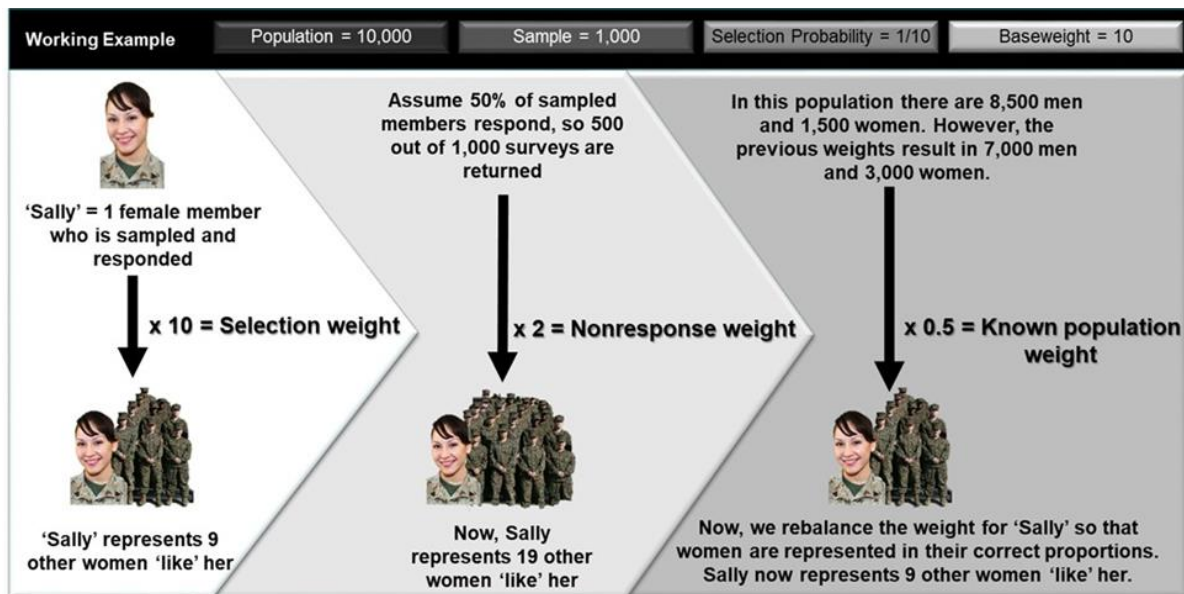 Working Example
Population = 10,000
Sample = 1,000
Selection Probability = 1/10
Baseweight = 10
‘Sally’ = 1 female member
who is sampled and
responded
x 10 = Selection weight
‘Sally’ represents 9
other women ‘like’ her
Assume 50% of sampled
members respond, so 500
out of 1,000 surveys are
returned
x 2 = Nonresponse weight
Now, Sally
represents 19 other
women ‘like’ her
In this population there are 8,500 men
and 1,500 women. However, the
previous weights result in 7,000 men
and 3,000 women.
x 0.5 = Known population
weight
Now, we rebalance the weight for ‘Sally’ so that
women are represented in their correct proportions.
Sally now represents 9 other women ‘like’ her.